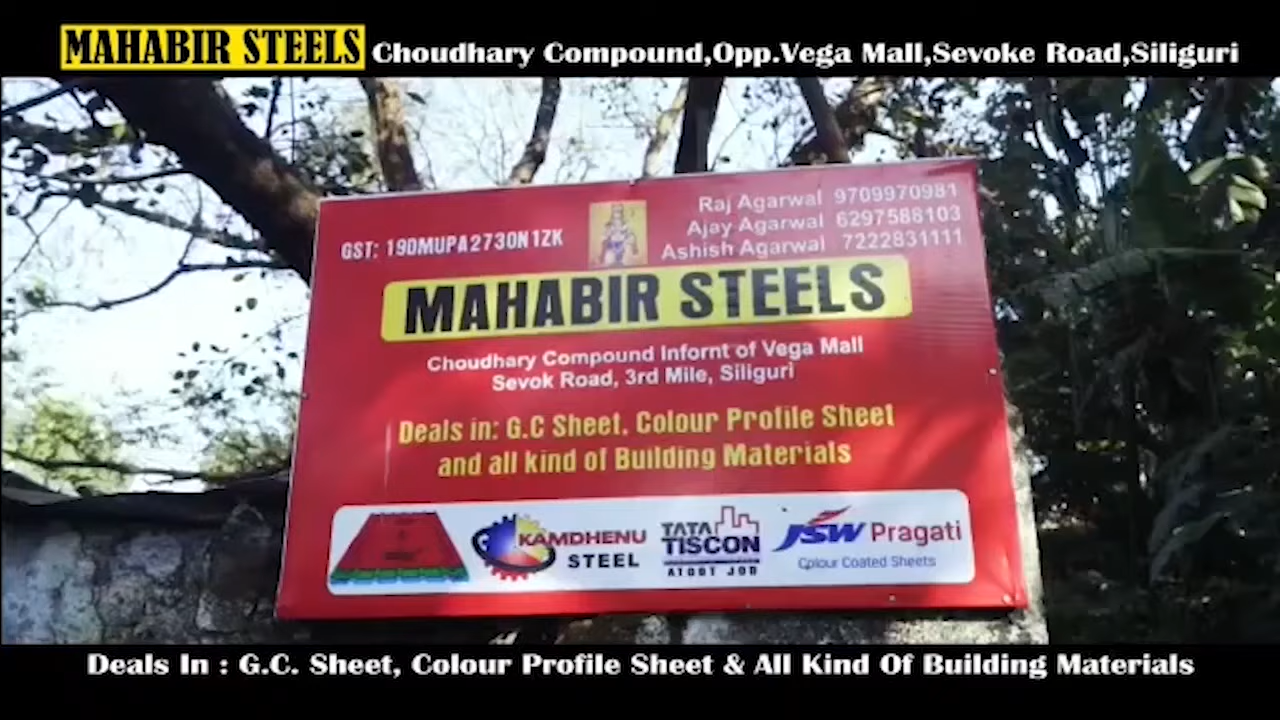 MAHABIR STEELS Choudhary Compound,Opp.Vega Mall,Sevoke Road,Siliguri
Raj Agarwal 9709970981
GST: 19DMUPA2730N1ZK
Ajay Agarwal 6297588103
Ashish Agarwal 7222831111
MAHABIR STEELS
Choudhary Compound Infornt of Vega Mall
Sevok Road, 3rd Mile, Siliguri
Deals in: G.C Sheet, Colour Profile Sheet
and all kind of Building Materials
KAMDHENU
STEEL
TATA
TISCON
ATOOT JOD
JSW Pragati
Colour Coated Sheets
Deals In : G.C. Sheet, Colour Profile Sheet & All Kind Of Building Materials